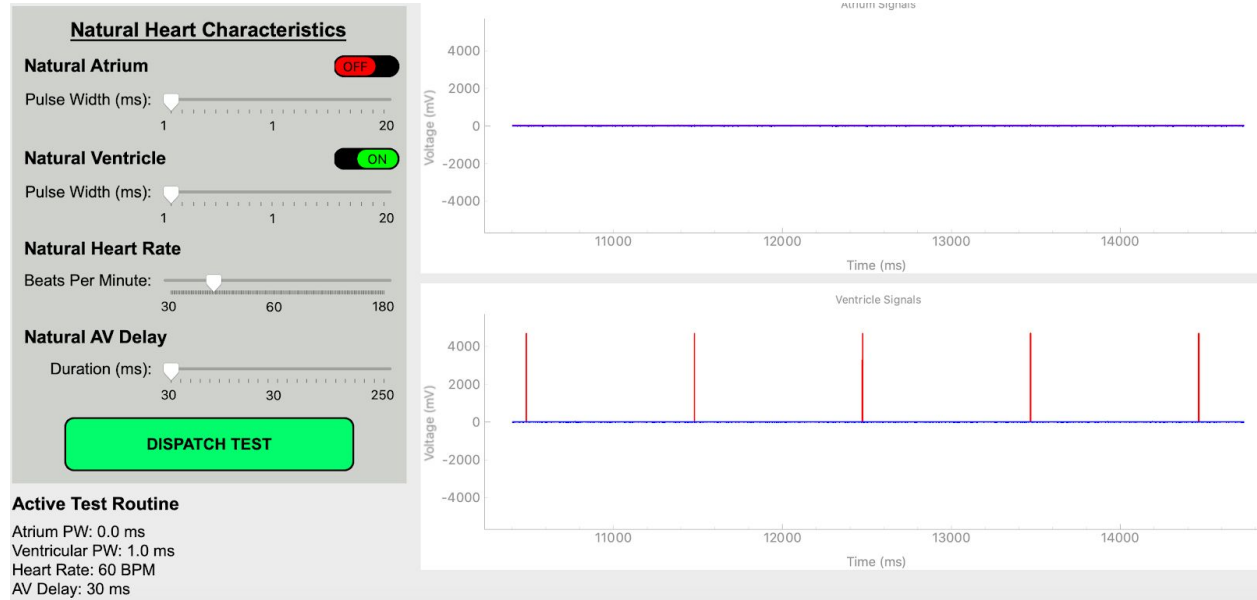 Natural Heart Characteristics
Natural Atrium
OFF
Pulse Width (ms):
1 1 20
Natural Ventricle
ON
Pulse Width (ms):
1 1 20
Natural Heart Rate
Beats Per Minute:
30 60 180
Natural AV Delay
Duration (ms):
30 30 250
DISPATCH TEST
Active Test Routine
Atrium PW: 0.0 ms
Ventricular PW: 1.0 ms
Heart Rate: 60 BPM
AV Delay: 30 ms
Atrium Signals
Voltage (mV)
4000
2000
0
-2000
-4000
11000 12000 13000 14000
Time (ms)
Ventricle Signals
Voltage (mV)
4000
2000
0
-2000
-4000
11000 12000 13000 14000
Time (ms)